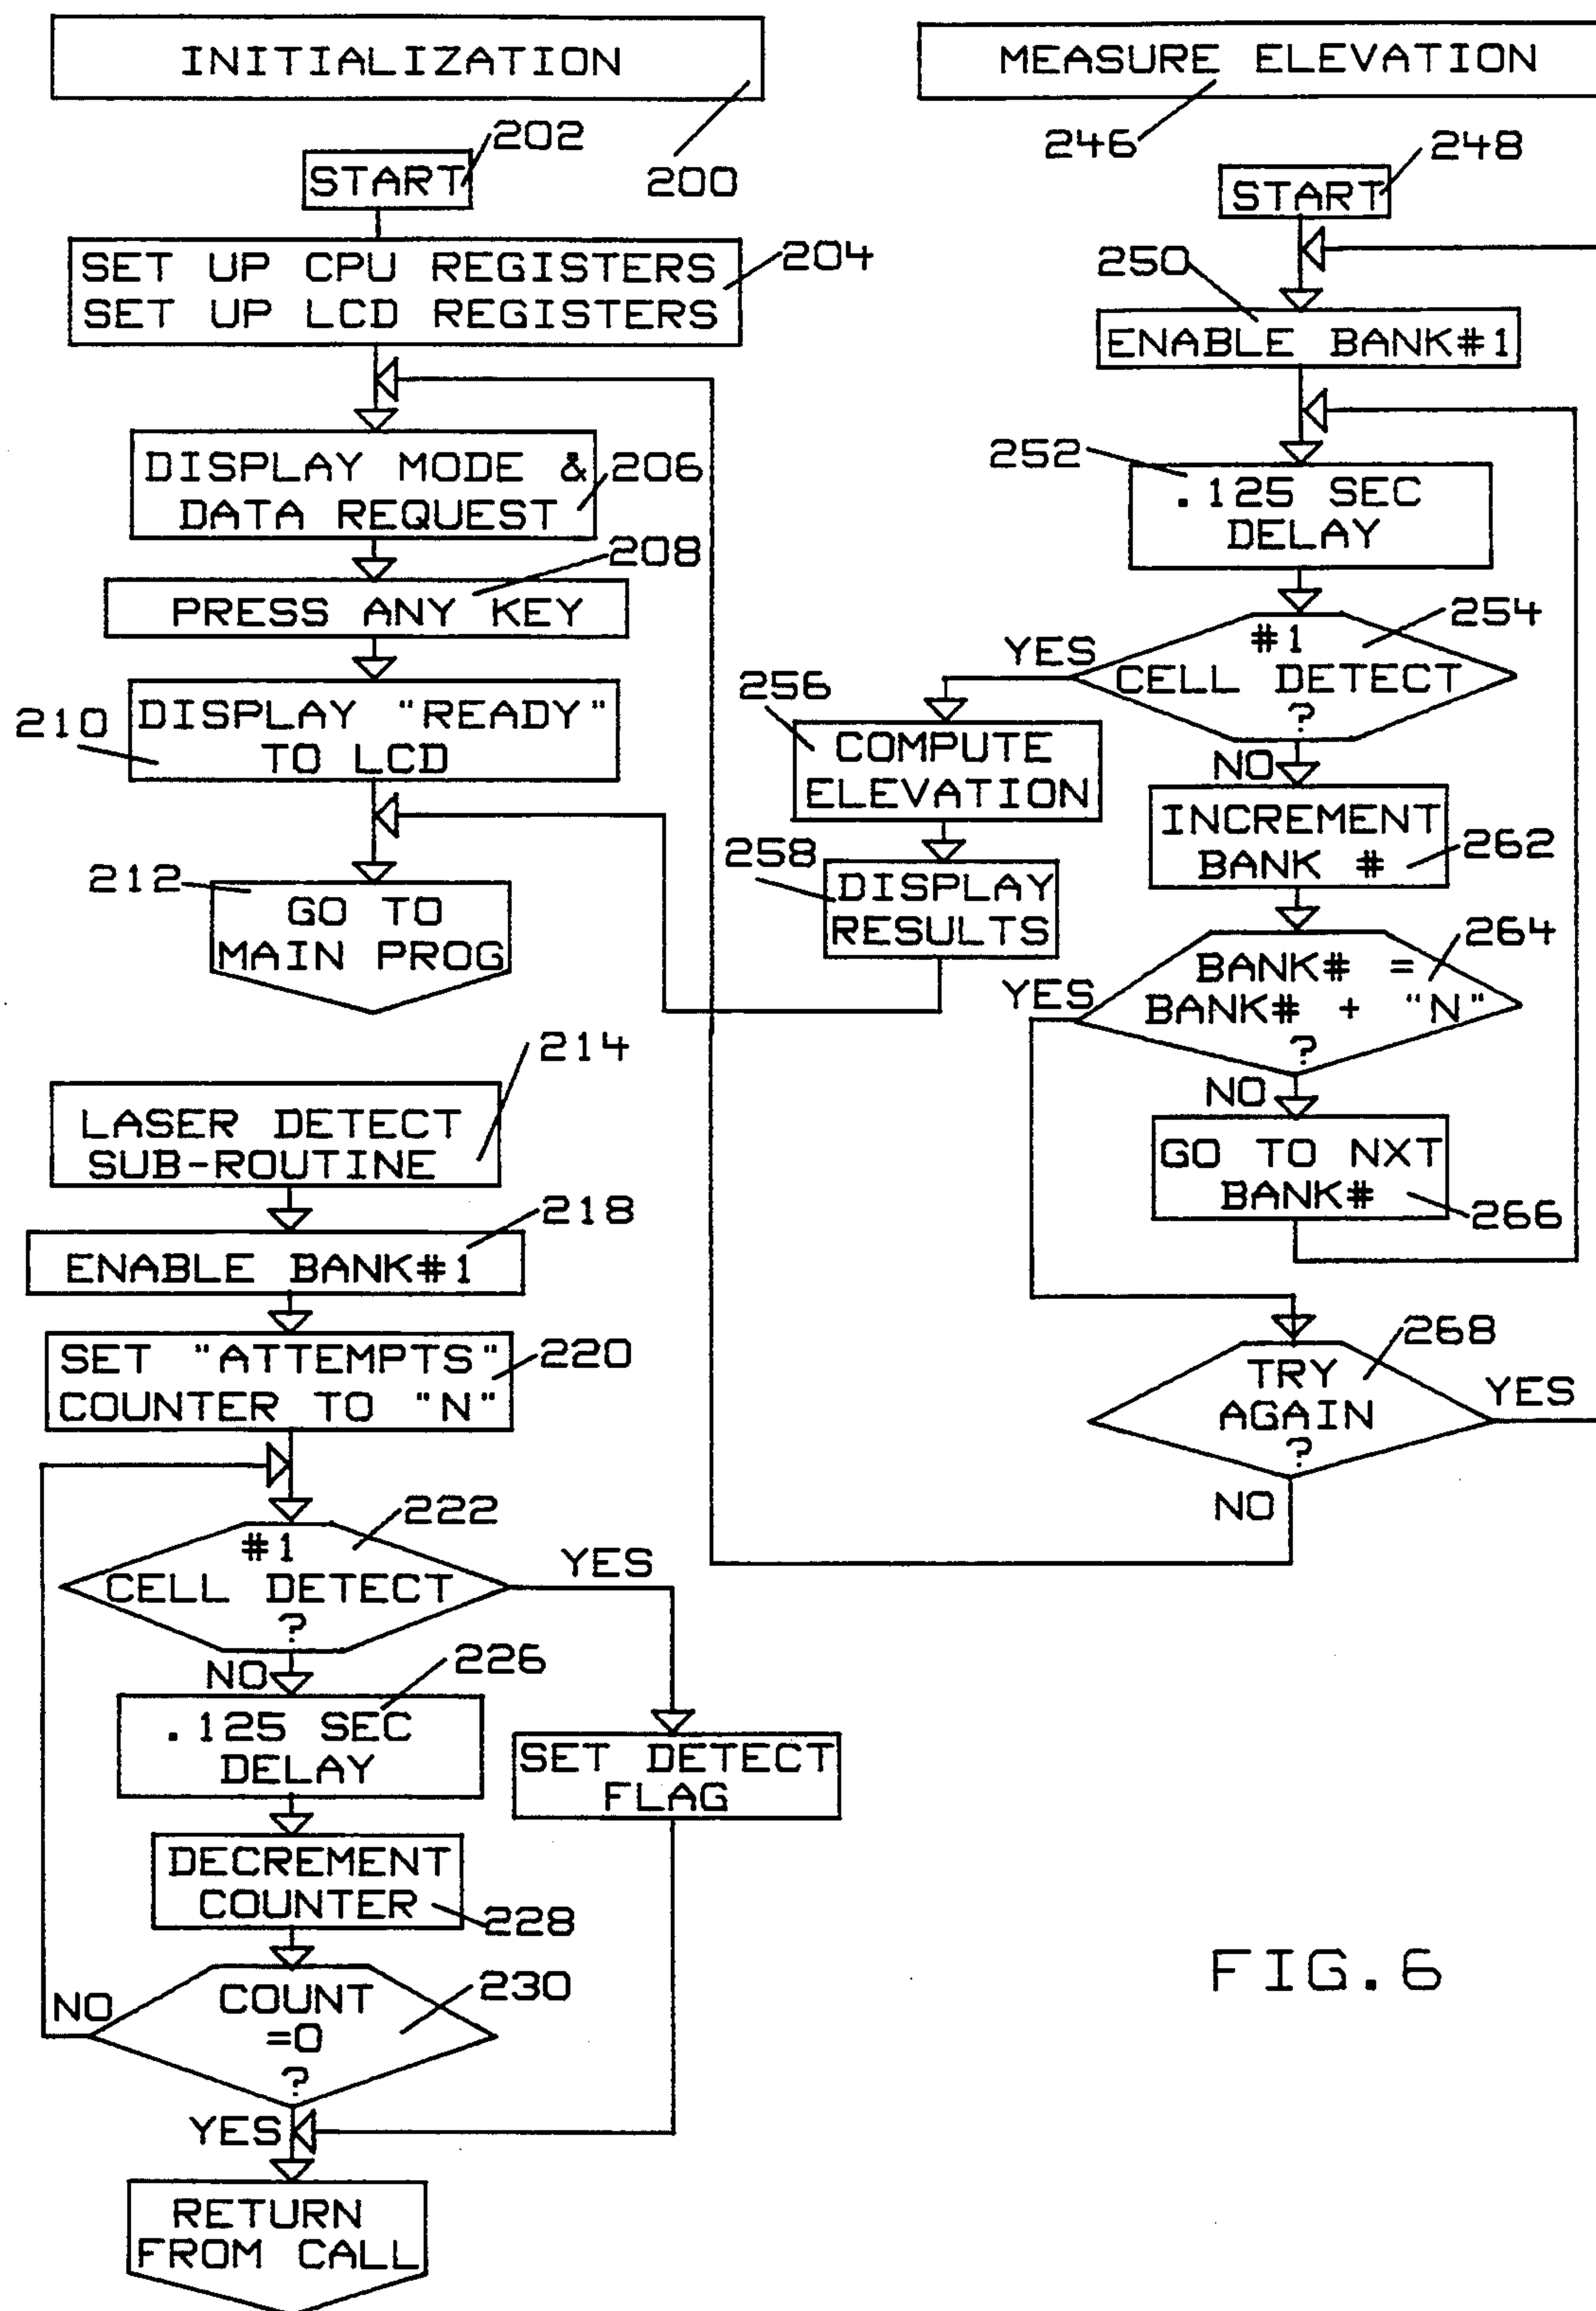 INITIALIZATION
200
202
START
SET UP CPU REGISTERS
SET UP LCD REGISTERS
204
DISPLAY MODE &
DATA REQUEST
206
208
PRESS ANY KEY
DISPLAY "READY"
TO LCD
210
212
GO TO
MAIN PROG
214
LASER DETECT
SUB-ROUTINE
218
ENABLE BANK#1
SET "ATTEMPTS"
COUNTER TO "N"
220
222
#1
CELL DETECT
?
YES
NO
226
.125 SEC
DELAY
SET DETECT
FLAG
DECREMENT
COUNTER
228
230
COUNT
=0
?
NO
YES
RETURN
FROM CALL
MEASURE ELEVATION
246
248
START
250
ENABLE BANK#1
252
.125 SEC
DELAY
254
#1
CELL DETECT
?
YES
256
COMPUTE
ELEVATION
258
DISPLAY
RESULTS
NO
INCREMENT
BANK #
262
264
BANK# =
BANK# + "N"
?
YES
NO
GO TO NXT
BANK#
266
268
TRY
AGAIN
?
YES
NO
FIG.6